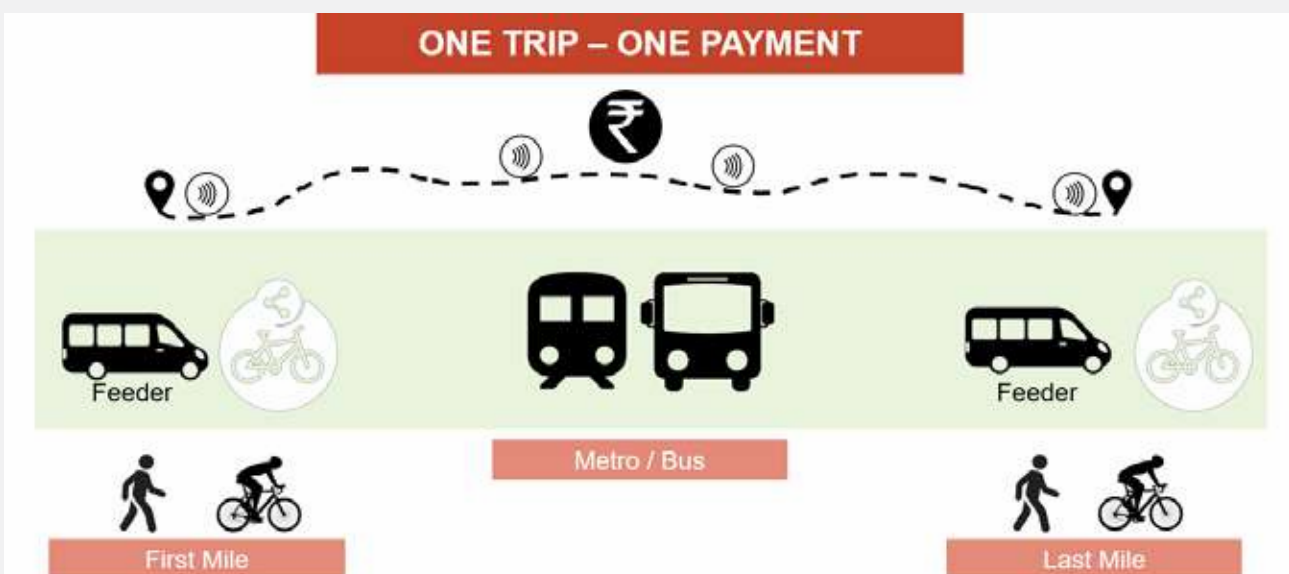 ONE TRIP – ONE PAYMENT
₹
Feeder
Feeder
Metro / Bus
First Mile
Last Mile